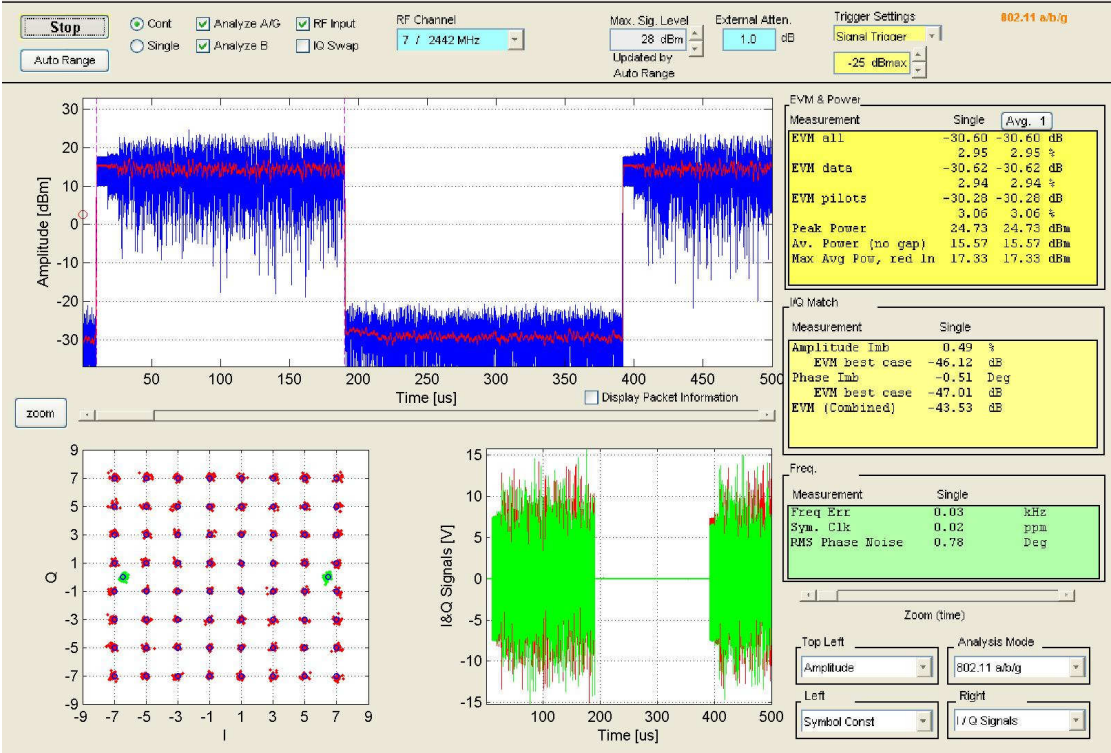 Stop
Auto Range
Cont
Single
Analyze A/G
Analyze B
RF Input
IQ Swap
RF Channel
7 / 2442 MHz
Max. Sig. Level
28 dBm
Updated by
Auto Range
External Atten.
1.0 dB
Trigger Settings
Signal Trigger
-25 dBmax
802.11 a/b/g
30
20
10
0
-10
-20
-30
Amplitude [dBm]
50 100 150 200 250 300 350 400 450 500
Time [us]
Display Packet Information
zoom
EVM & Power
Measurement Single Avg. 1
EVM all -30.60 -30.60 dB
2.95 2.95 %
EVM data -30.62 -30.62 dB
2.94 2.94 %
EVM pilots -30.28 -30.28 dB
3.06 3.06 %
Peak Power 24.73 24.73 dBm
Av. Power (no gap) 15.57 15.57 dBm
Max Avg Pow, red ln 17.33 17.33 dBm
I/Q Match
Measurement Single
Amplitude Imb 0.49 %
EVM best case -46.12 dB
Phase Imb -0.51 Deg
EVM best case -47.01 dB
EVM (Combined) -43.53 dB
9
7
5
3
1
-1
-3
-5
-7
-9
Q
-9 -7 -5 -3 -1 1 3 5 7 9
I
15
10
5
0
-5
-10
-15
I&Q Signals [V]
100 200 300 400 500
Time [us]
Freq.
Measurement Single
Freq Err 0.03 kHz
Sym. Clk 0.02 ppm
RMS Phase Noise 0.78 Deg
Zoom (time)
Top Left
Amplitude
Analysis Mode
802.11 a/b/g
Left
Symbol Const
Right
I / Q Signals